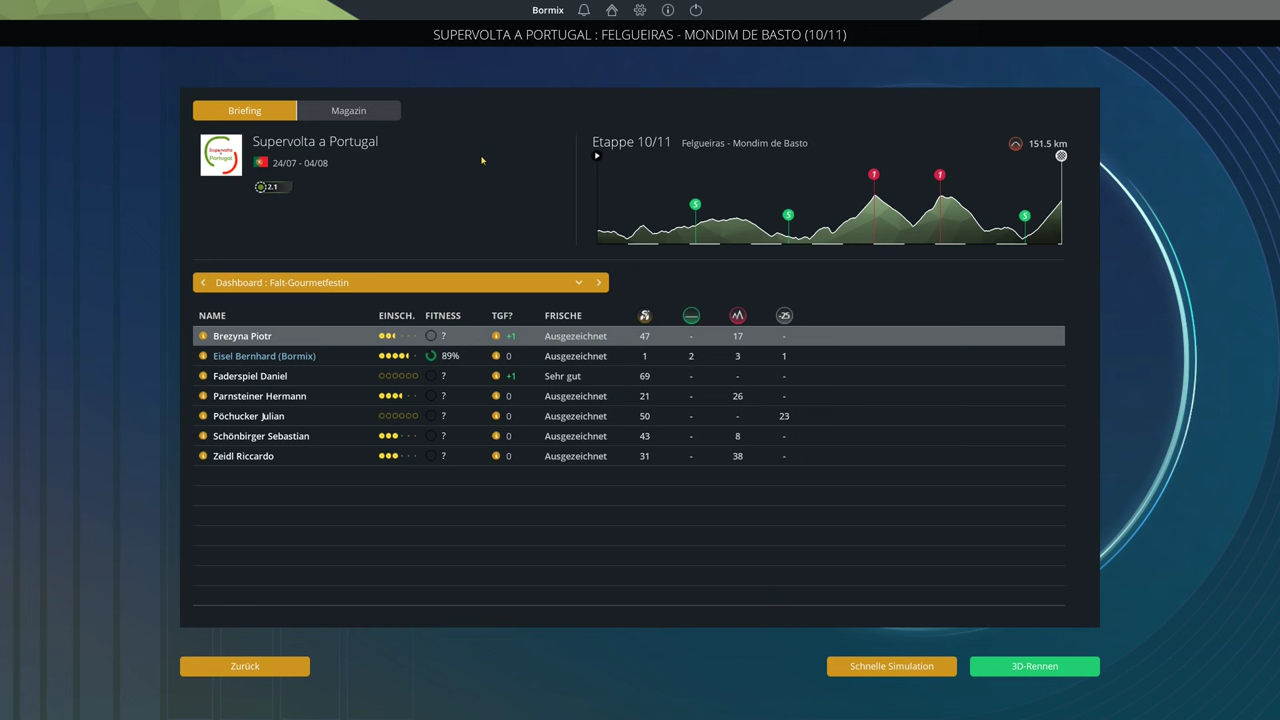 Bormix
SUPERVOLTA A PORTUGAL : FELGUEIRAS - MONDIM DE BASTO (10/11)
Briefing Magazin
Supervolta a Portugal
24/07 - 04/08
2.1
Etappe 10/11 Felgueiras - Mondim de Basto 151.5 km
1 1
S S S
Dashboard : Falt-Gourmetfestin
NAME EINSCH. FITNESS TGF? FRISCHE -25
Brezyna Piotr ? +1 Ausgezeichnet 47 - 17 -
Eisel Bernhard (Bormix) 89% 0 Ausgezeichnet 1 2 3 1
Faderspiel Daniel ? +1 Sehr gut 69 - - -
Parnsteiner Hermann ? 0 Ausgezeichnet 21 - 26 -
Pöchucker Julian ? 0 Ausgezeichnet 50 - - 23
Schönbirger Sebastian ? 0 Ausgezeichnet 43 - 8 -
Zeidl Riccardo ? 0 Ausgezeichnet 31 - 38 -
Zurück Schnelle Simulation 3D-Rennen